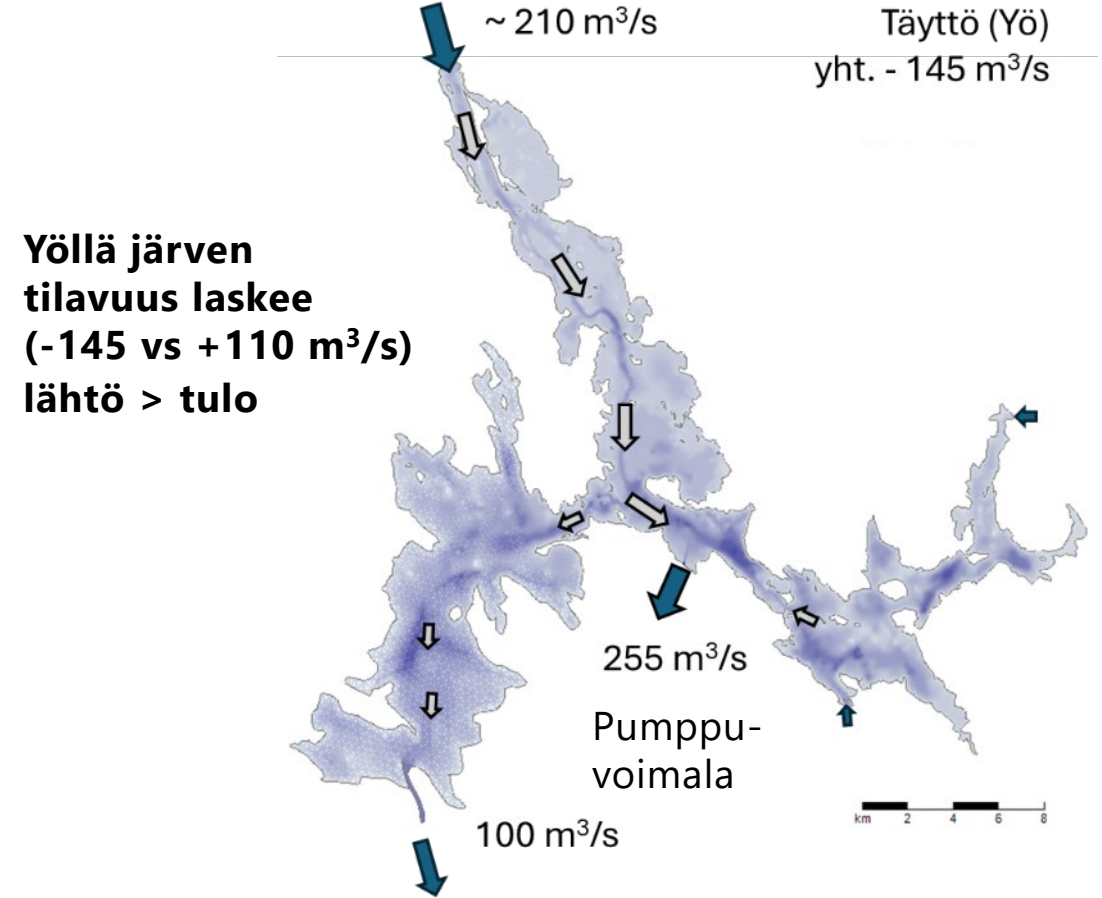 ~ 210 m³/s
Täyttö (Yö)
yht. - 145 m³/s
Yöllä järven
tilavuus laskee
(-145 vs +110 m³/s)
lähtö > tulo
255 m³/s
Pumppu-
voimala
100 m³/s
km 2 4 6 8